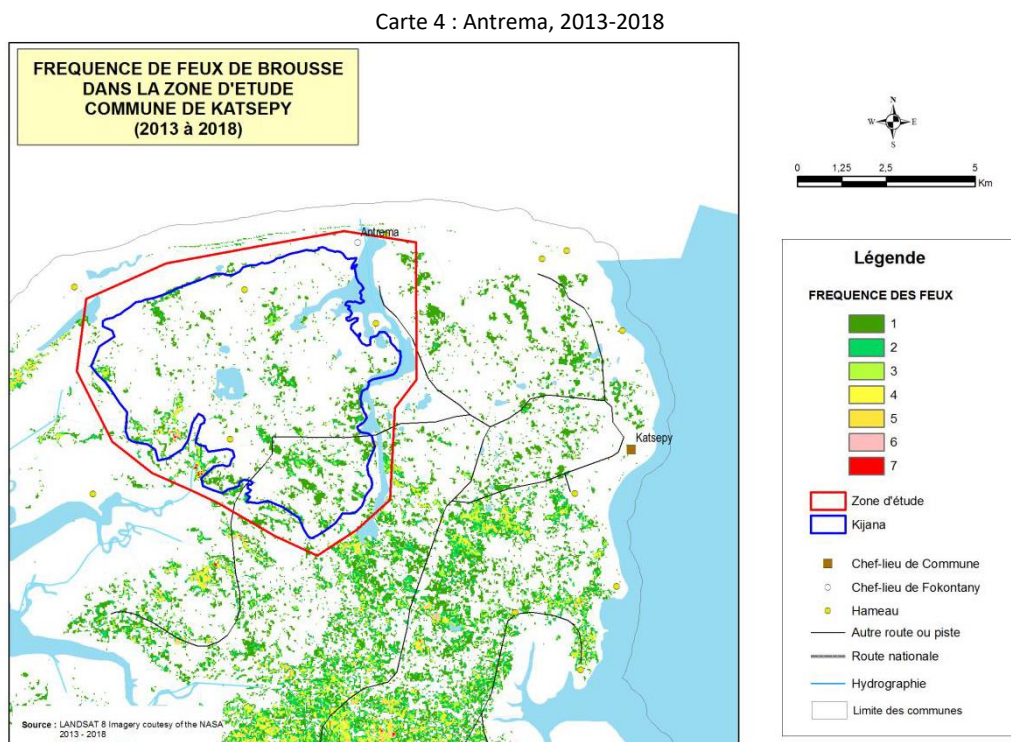 Carte 4 : Antrema, 2013-2018
FREQUENCE DE FEUX DE BROUSSE
DANS LA ZONE D'ETUDE
COMMUNE DE KATSEPY
(2013 à 2018)
N
W E
S
0 1,25 2,5 5
Km
Antrema
Katsepy
Légende
FREQUENCE DES FEUX
1
2
3
4
5
6
7
Zone d'étude
Kijana
Chef-lieu de Commune
Chef-lieu de Fokontany
Hameau
Autre route ou piste
Route nationale
Hydrographie
Limite des communes
Source : LANDSAT 8 Imagery coutesy of the NASA
2013 - 2018